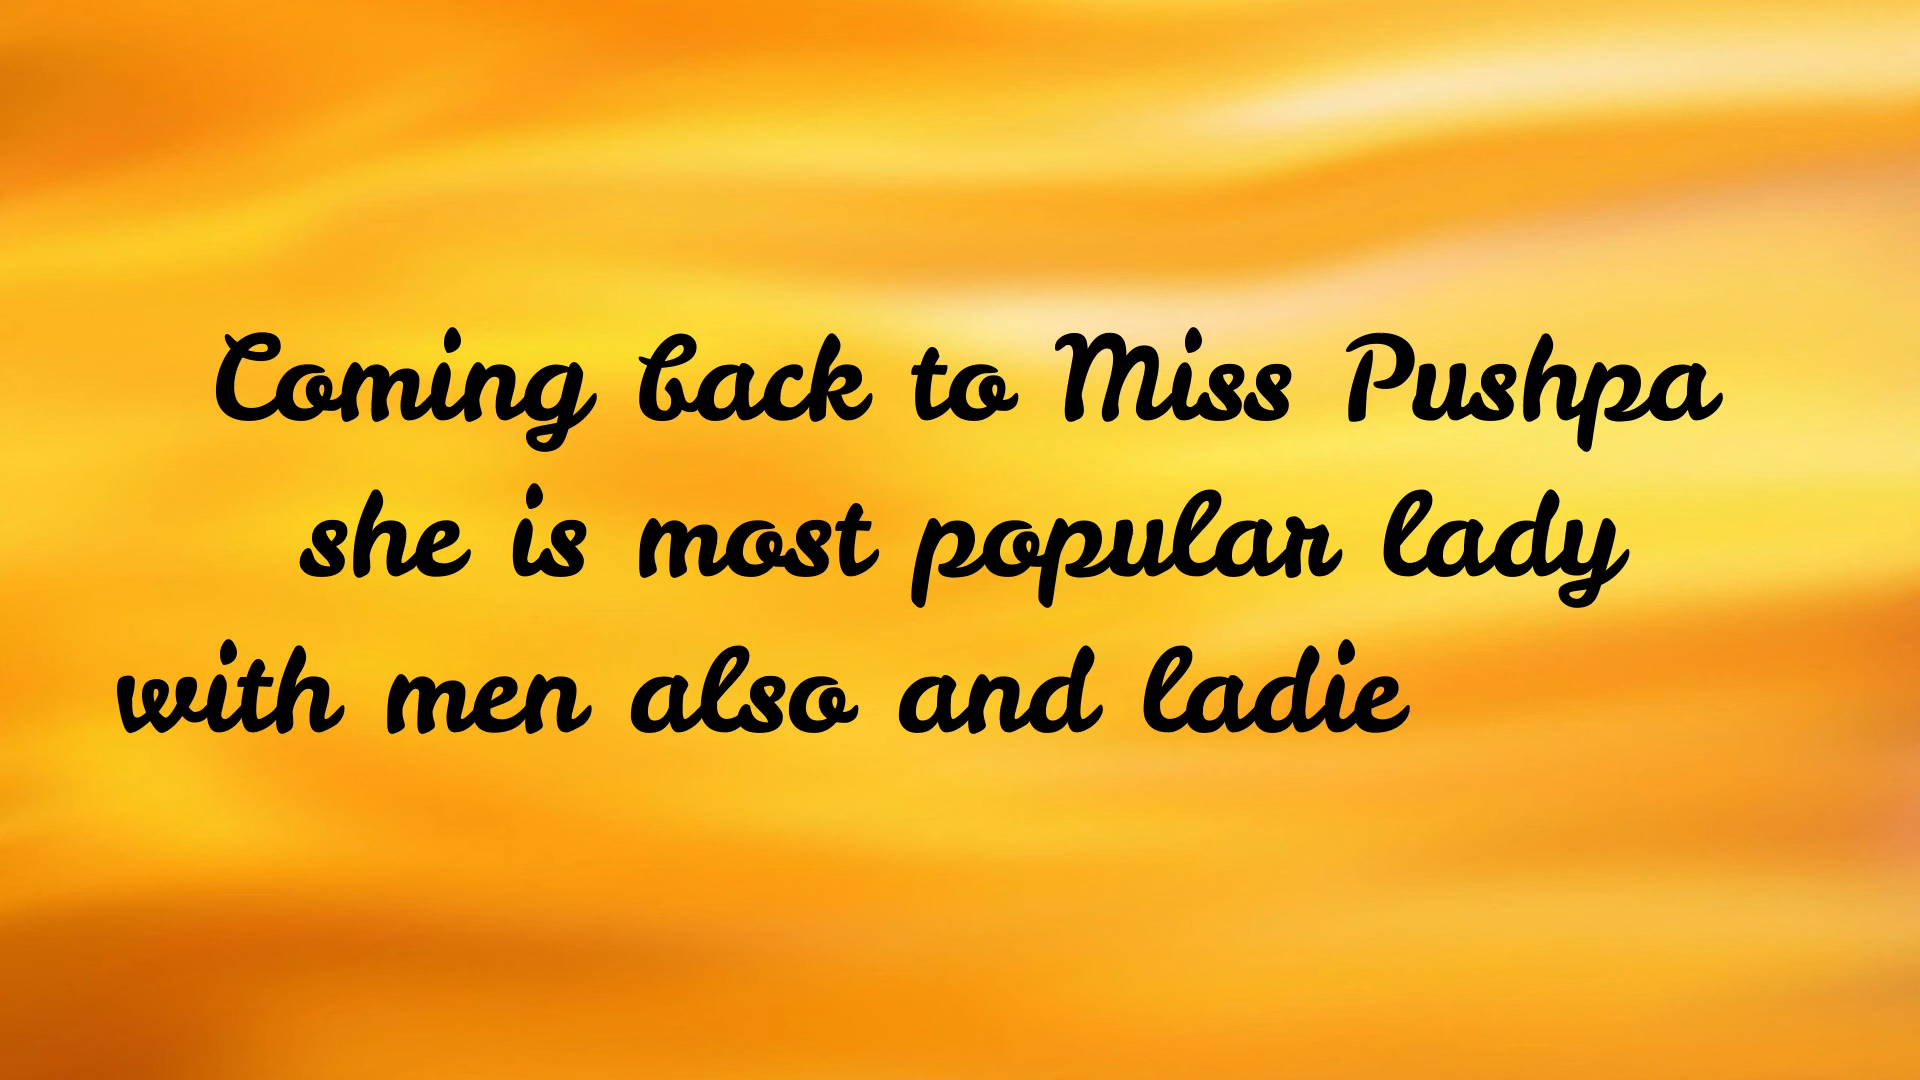 Coming back to Miss Pushpa
she is most popular lady
with men also and ladie